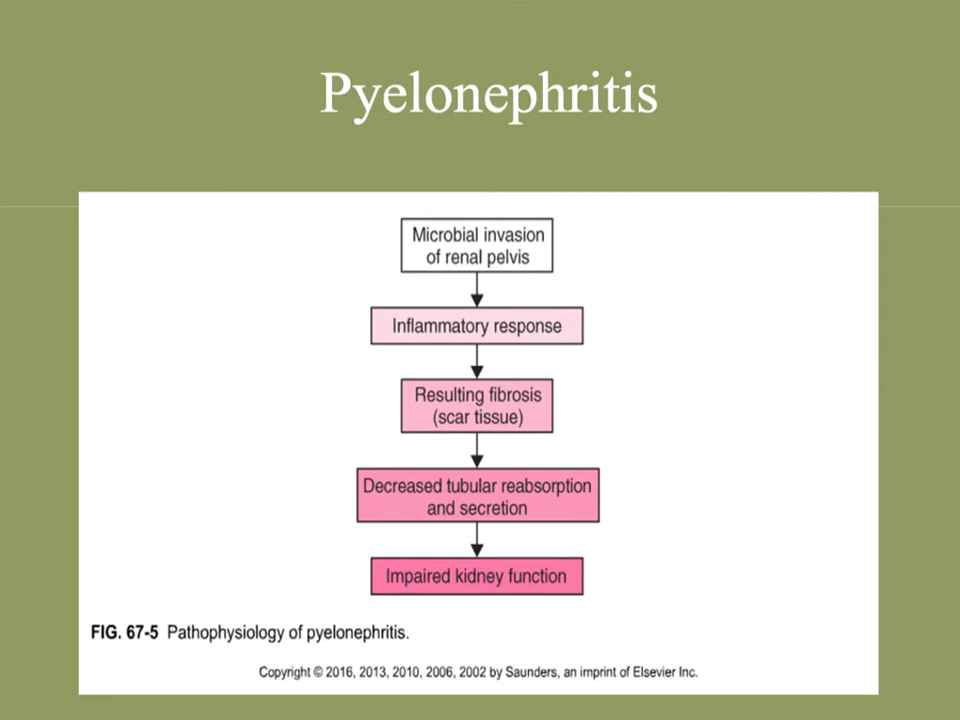 Pyelonephritis
Microbial invasion
of renal pelvis
Inflammatory response
Resulting fibrosis
(scar tissue)
Decreased tubular reabsorption
and secretion
Impaired kidney function
FIG. 67-5 Pathophysiology of pyelonephritis.
Copyright © 2016, 2013, 2010, 2006, 2002 by Saunders, an imprint of Elsevier Inc.